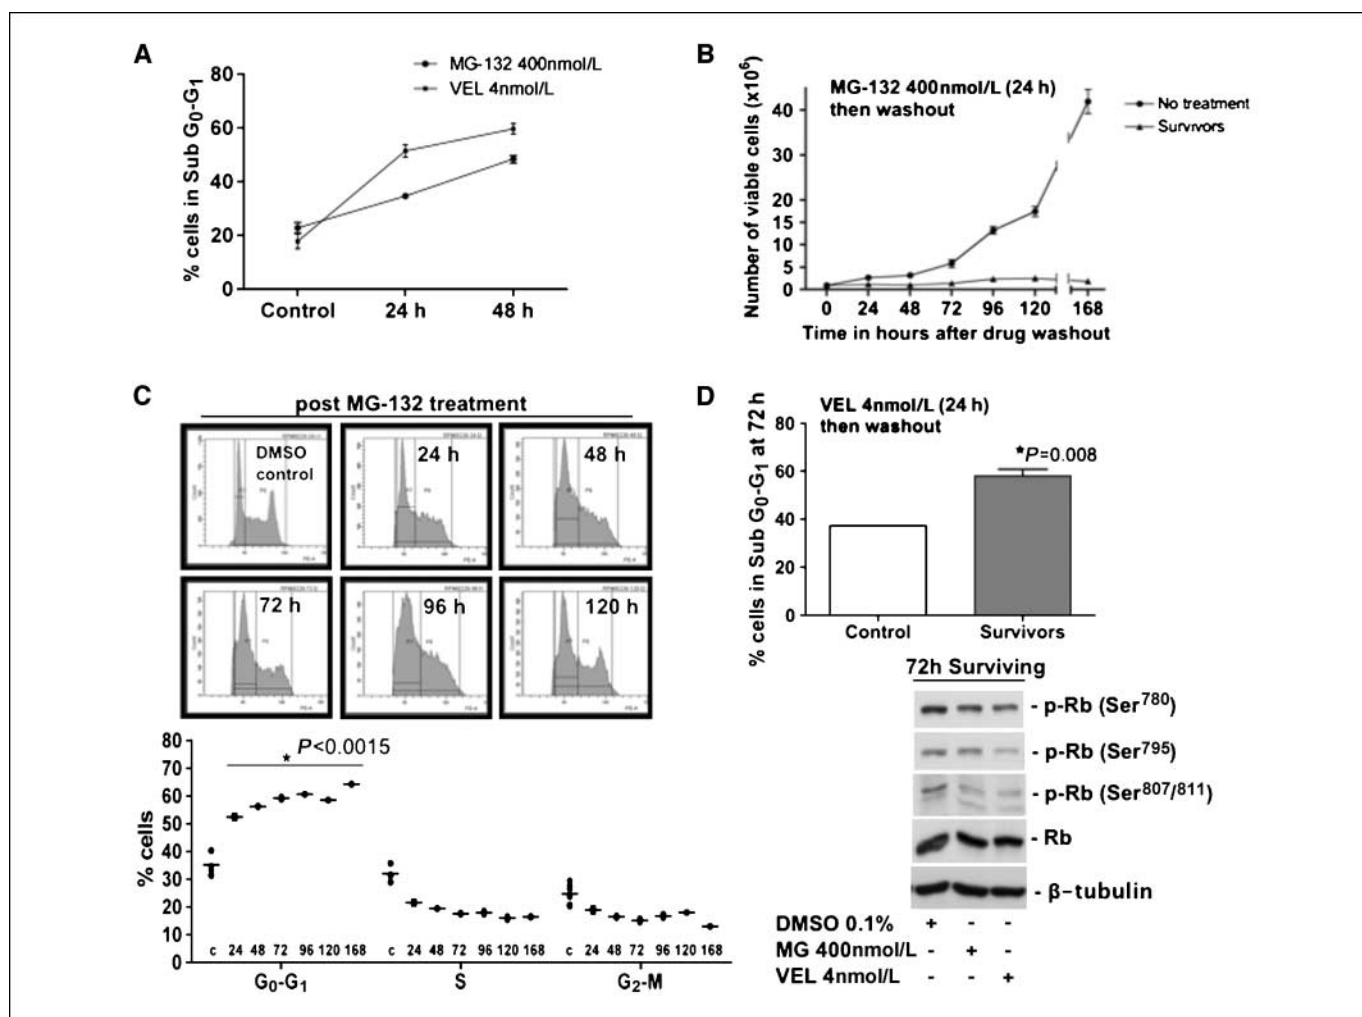 A
MG-132 400nmol/L
VEL 4nmol/L
% cells in Sub G₀-G₁
80
60
40
20
0
Control 24 h 48 h
B
MG-132 400nmol/L (24 h)
then washout
No treatment
Survivors
Number of viable cells (x10⁶)
40
30
20
15
10
5
0
0 24 48 72 96 120 168
Time in hours after drug washout
C
post MG-132 treatment
DMSO
control
24 h
48 h
72 h
96 h
120 h
% cells
80
70
60
50
40
30
20
10
0
* P<0.0015
c 24 48 72 96 120 168 c 24 48 72 96 120 168 c 24 48 72 96 120 168
G₀-G₁ S G₂-M
D
VEL 4nmol/L (24 h)
then washout
% cells in Sub G₀-G₁ at 72 h
80
60
40
20
0
*P=0.008
Control Survivors
72h Surviving
- p-Rb (Ser⁷⁸⁰)
- p-Rb (Ser⁷⁹⁵)
- p-Rb (Ser⁸⁰⁷/⁸¹¹)
- Rb
- β-tubulin
DMSO 0.1% + - -
MG 400nmol/L - + -
VEL 4nmol/L - - +